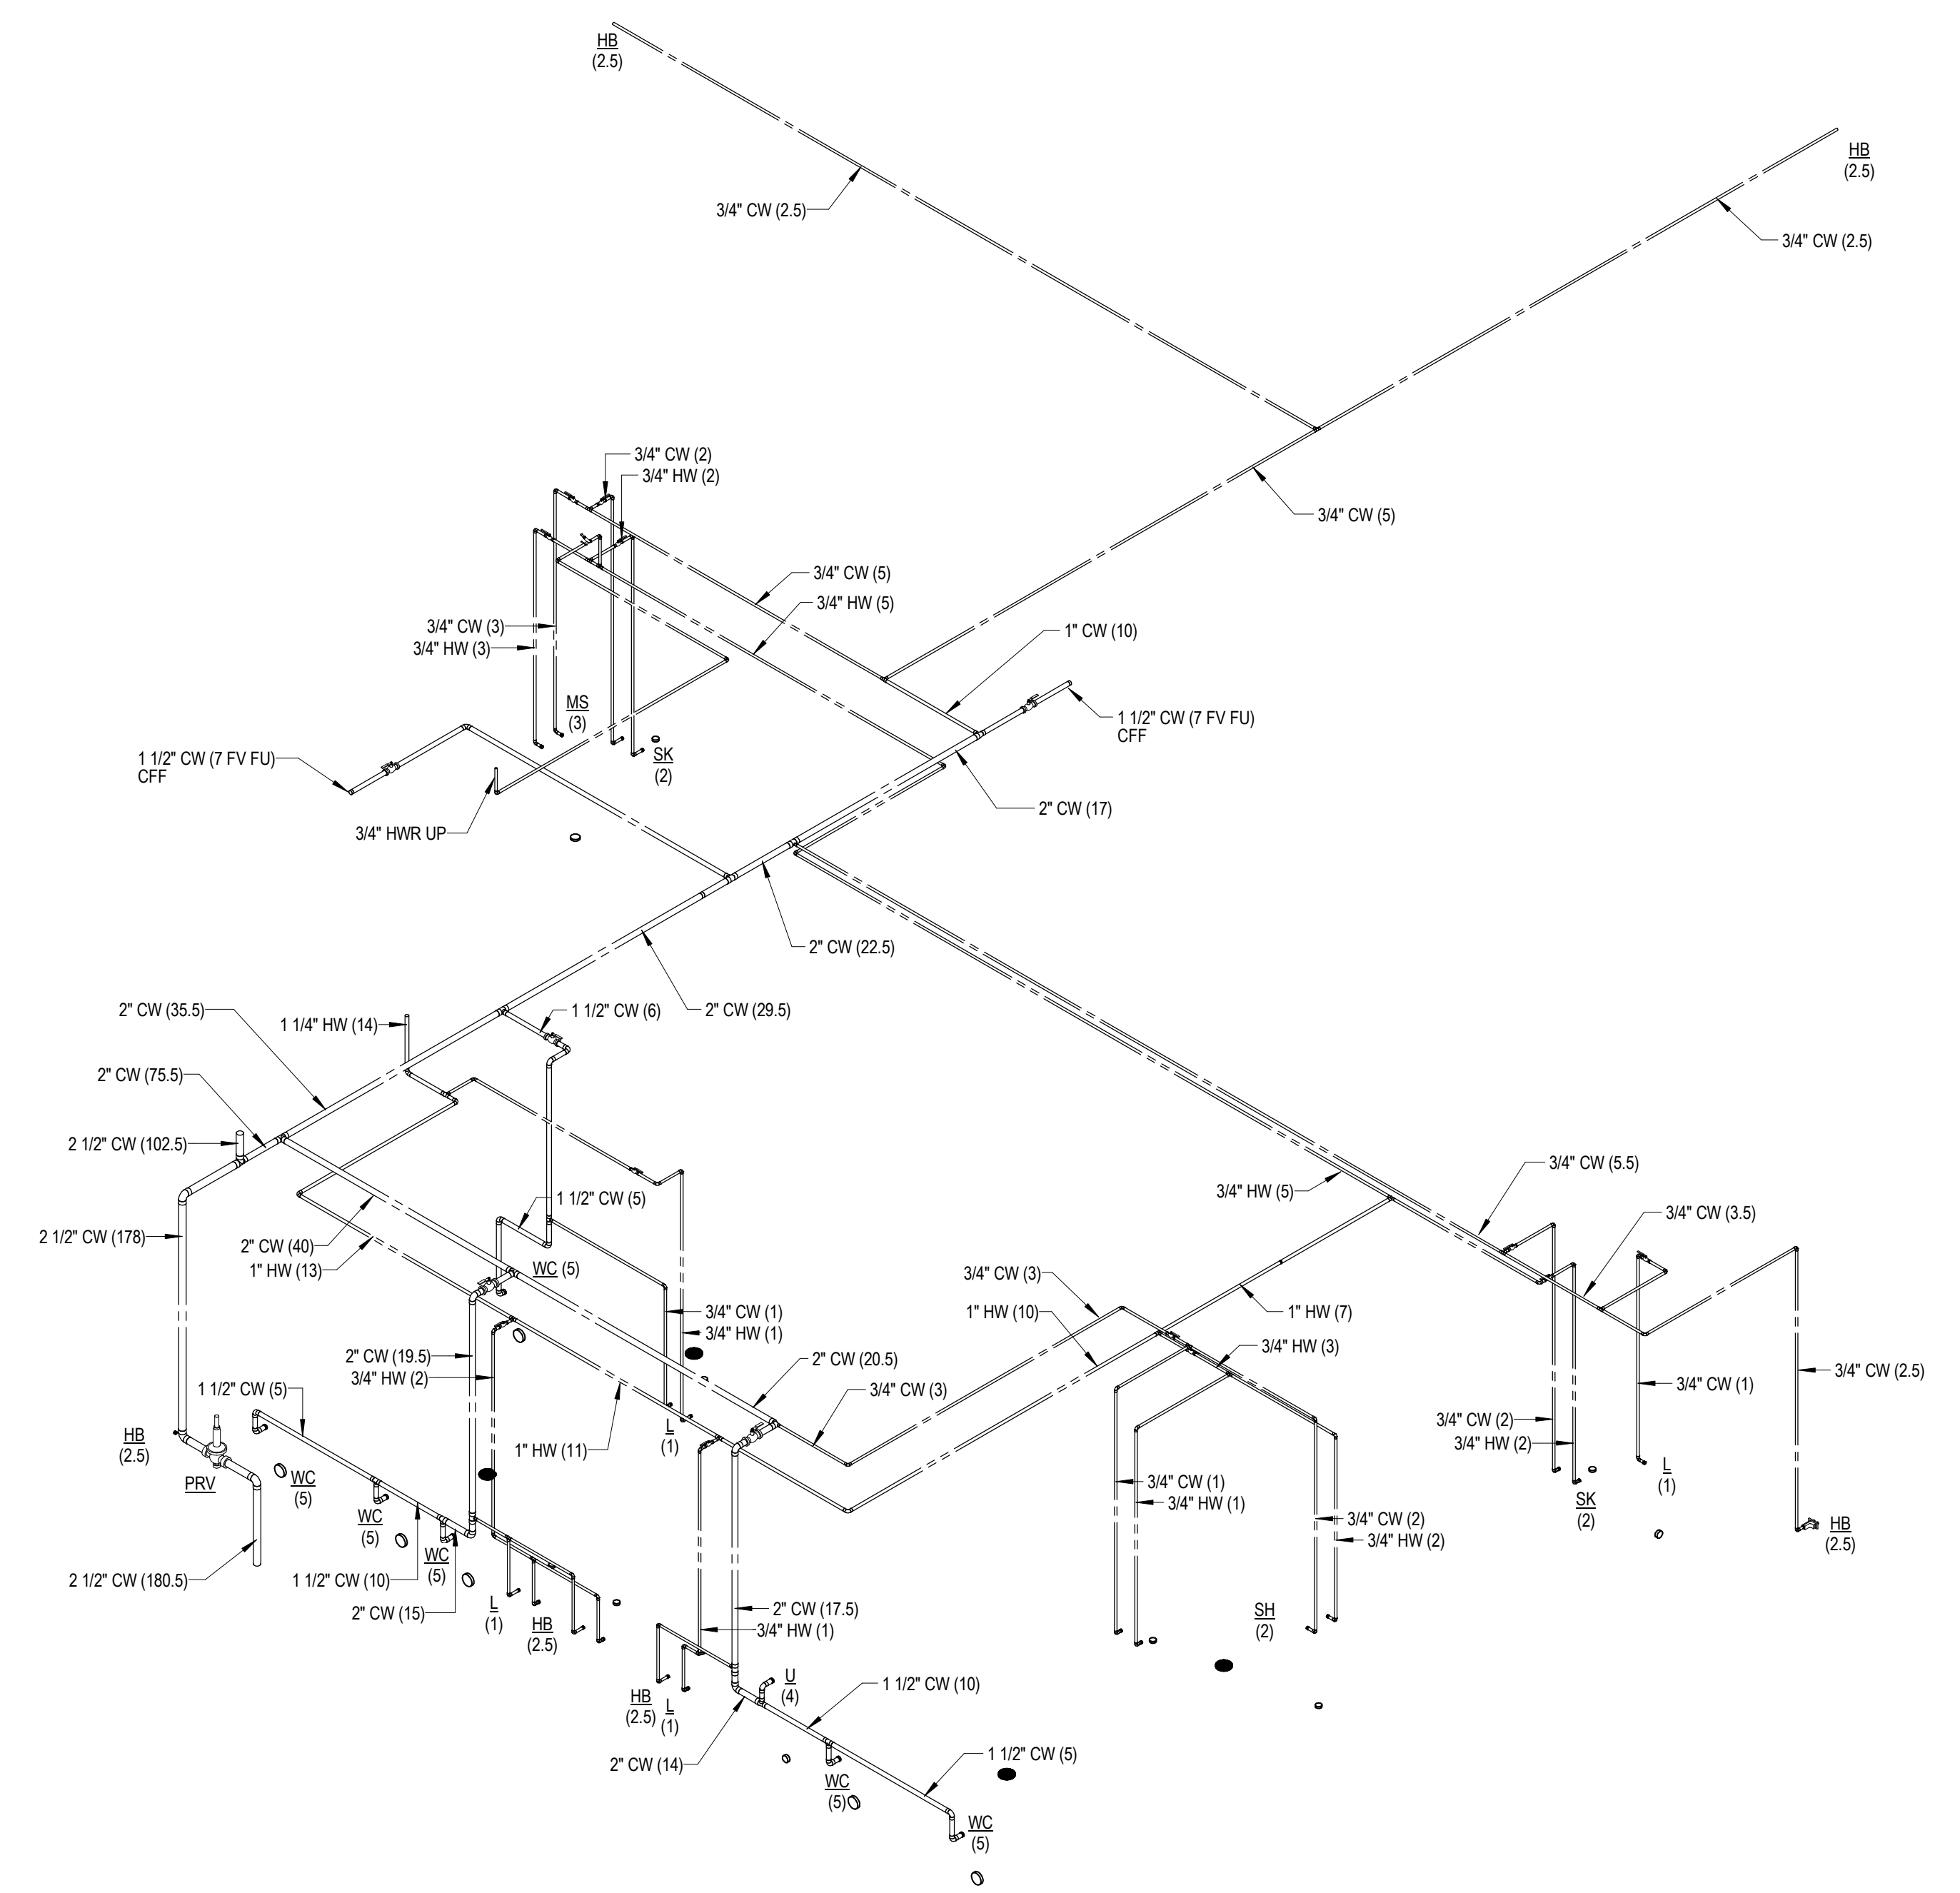 HB
(2.5)
HB
(2.5)
3/4" CW (2.5)
3/4" CW (2.5)
3/4" CW (2)
3/4" HW (2)
3/4" CW (5)
3/4" CW (5)
3/4" HW (5)
3/4" CW (3)
3/4" HW (3)
1" CW (10)
MS
(3)
1 1/2" CW (7 FV FU)
CFF
SK
(2)
1 1/2" CW (7 FV FU)
CFF
2" CW (17)
3/4" HWR UP
2" CW (22.5)
2" CW (35.5)
1 1/4" HW (14)
1 1/2" CW (6)
2" CW (29.5)
2" CW (75.5)
2 1/2" CW (102.5)
3/4" CW (5.5)
3/4" HW (5)
1 1/2" CW (5)
3/4" CW (3.5)
2 1/2" CW (178)
2" CW (40)
1" HW (13)
WC (5)
3/4" CW (3)
1" HW (10)
3/4" CW (1)
3/4" HW (1)
1" HW (7)
3/4" HW (3)
2" CW (19.5)
3/4" HW (2)
2" CW (20.5)
3/4" CW (3)
3/4" CW (2.5)
3/4" CW (1)
1 1/2" CW (5)
3/4" CW (2)
3/4" HW (2)
HB
(2.5)
PRV
WC
(5)
1" HW (11)
L
(1)
L
(1)
3/4" CW (1)
3/4" HW (1)
SK
(2)
WC
(5)
3/4" CW (2)
3/4" HW (2)
HB
(2.5)
WC
(5)
2 1/2" CW (180.5)
1 1/2" CW (10)
2" CW (15)
L
(1)
HB
(2.5)
2" CW (17.5)
3/4" HW (1)
SH
(2)
U
(4)
1 1/2" CW (10)
HB
(2.5)
L
(1)
2" CW (14)
1 1/2" CW (5)
WC
(5)
WC
(5)